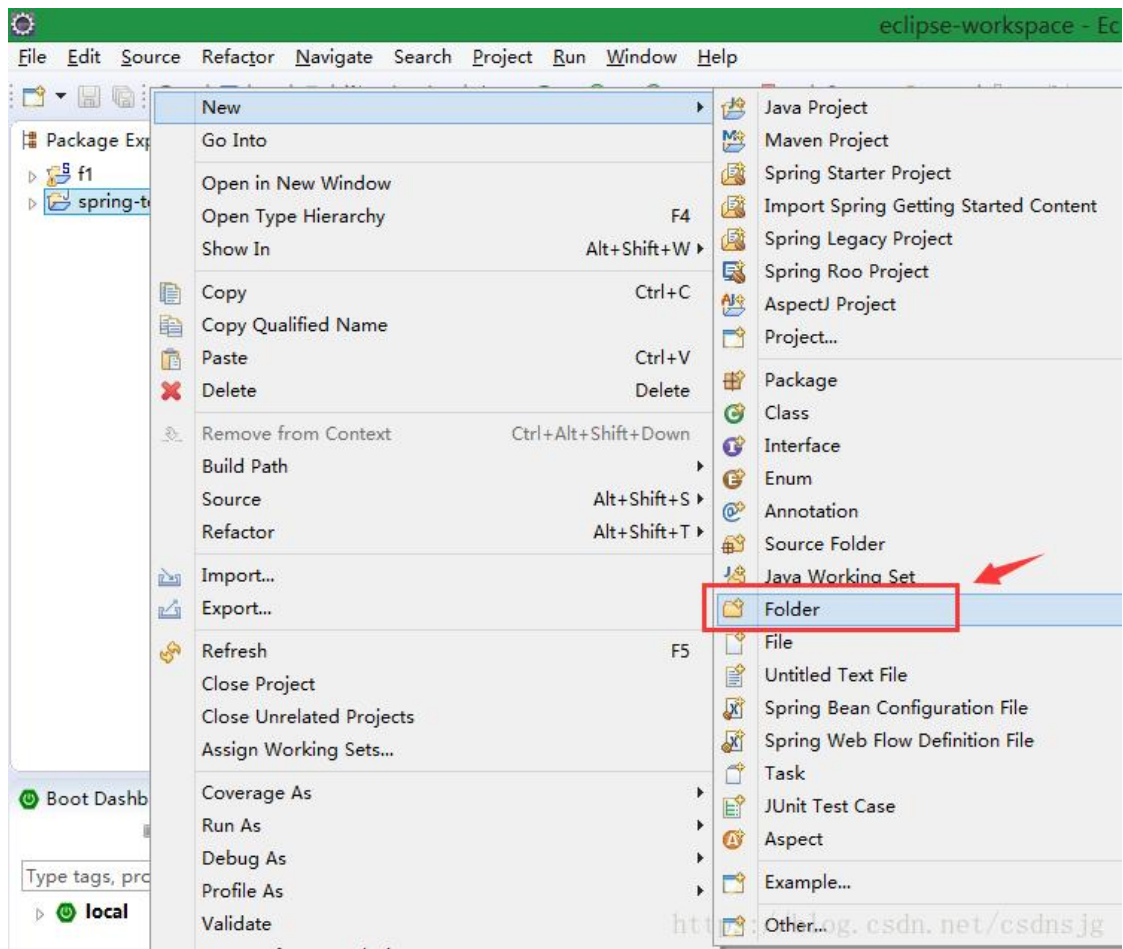 eclipse-workspace - Ec
File Edit Source Refactor Navigate Search Project Run Window Help
Package Exp
f1
spring-te
New
Go Into
Open in New Window
Open Type Hierarchy F4
Show In Alt+Shift+W
Copy Ctrl+C
Copy Qualified Name
Paste Ctrl+V
Delete Delete
Remove from Context Ctrl+Alt+Shift+Down
Build Path
Source Alt+Shift+S
Refactor Alt+Shift+T
Import...
Export...
Refresh F5
Close Project
Close Unrelated Projects
Assign Working Sets...
Coverage As
Run As
Debug As
Profile As
Validate
Java Project
Maven Project
Spring Starter Project
Import Spring Getting Started Content
Spring Legacy Project
Spring Roo Project
AspectJ Project
Project...
Package
Class
Interface
Enum
Annotation
Source Folder
Java Working Set
Folder
File
Untitled Text File
Spring Bean Configuration File
Spring Web Flow Definition File
Task
JUnit Test Case
Aspect
Example...
Other...
Boot Dashb
Type tags, pro
local